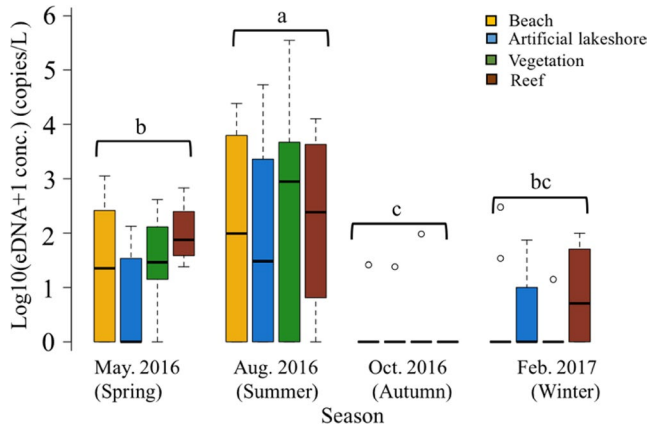 Log10(eDNA+1 conc.) (copies/L)
6
5
4
3
2
1
0
b
a
c
bc
Beach
Artificial lakeshore
Vegetation
Reef
May. 2016
(Spring)
Aug. 2016
(Summer)
Oct. 2016
(Autumn)
Feb. 2017
(Winter)
Season